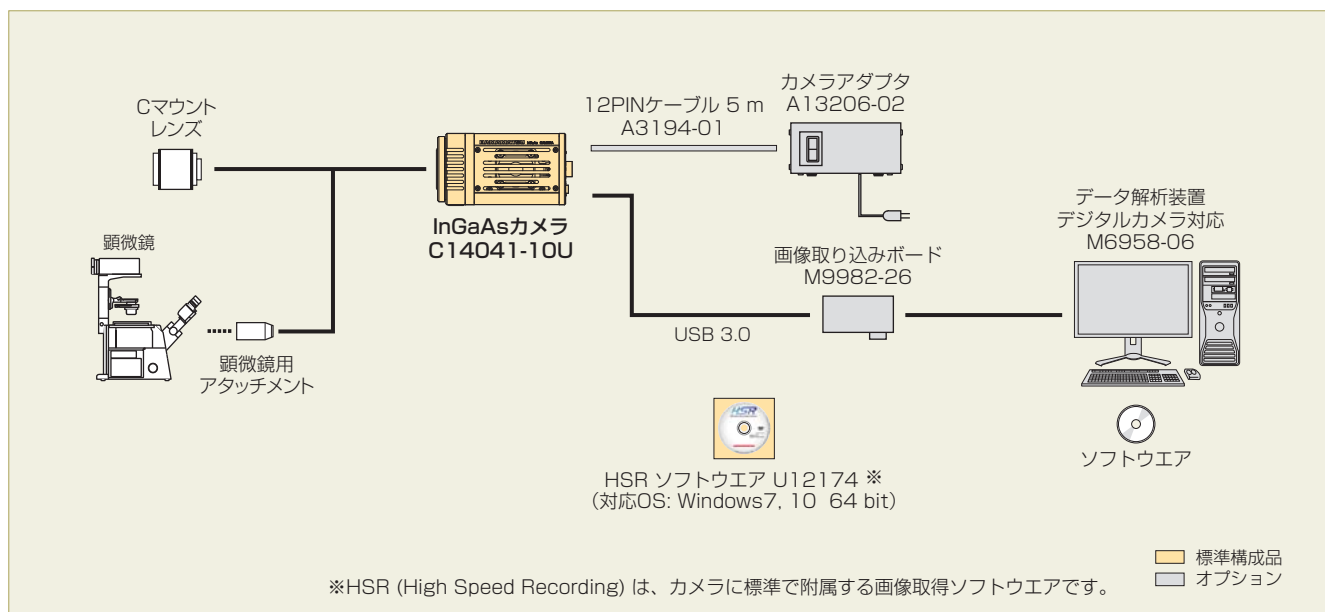 Cマウント
レンズ
顕微鏡
顕微鏡用
アタッチメント
InGaAsカメラ
C14041-10U
12PINケーブル 5 m
A3194-01
カメラアダプタ
A13206-02
画像取り込みボード
M9982-26
USB 3.0
データ解析装置
デジタルカメラ対応
M6958-06
ソフトウエア
HSR
HSR ソフトウエア U12174 ※
(対応OS: Windows7, 10 64 bit)
標準構成品
オプション
※HSR (High Speed Recording) は、カメラに標準で附属する画像取得ソフトウエアです。